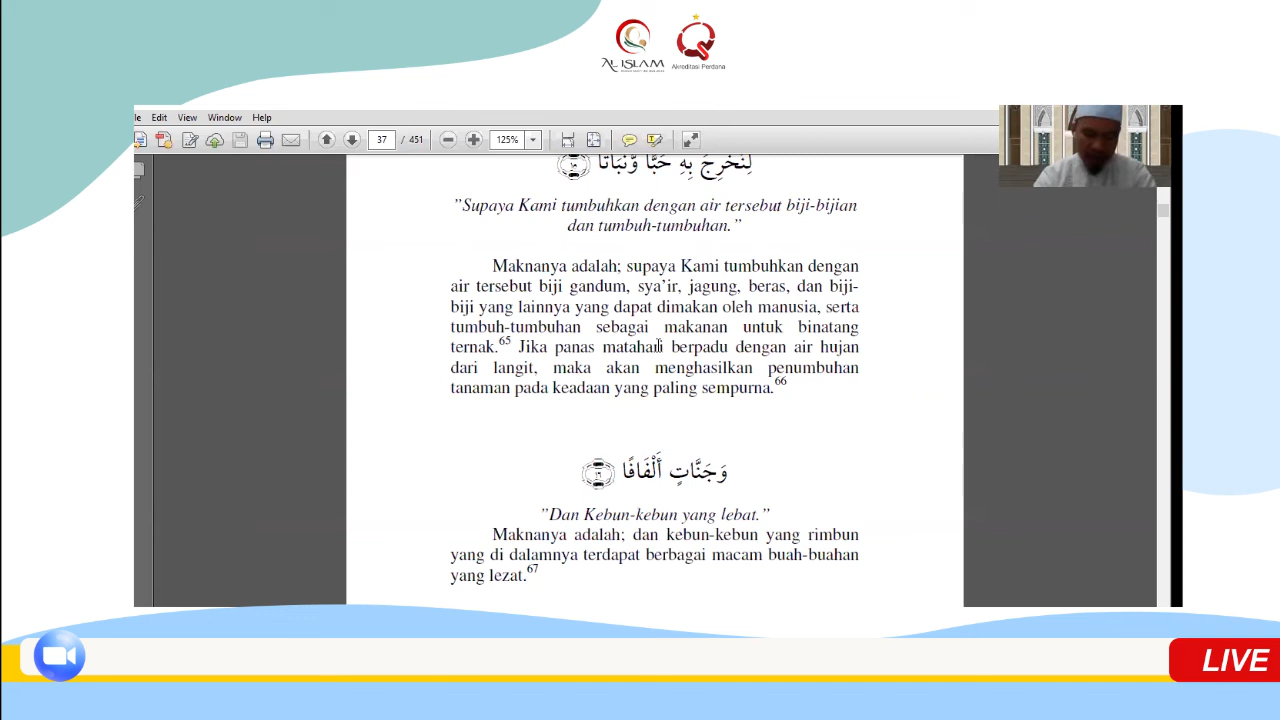 AL ISLAM
Akreditasi Perdana
Edit View Window Help
37 / 451 125%
لِنُخْرِجَ بِهِ حَبًّا وَنَبَاتًا ١٥
”Supaya Kami tumbuhkan dengan air tersebut biji-bijian
dan tumbuh-tumbuhan.”
Maknanya adalah; supaya Kami tumbuhkan dengan
air tersebut biji gandum, sya’ir, jagung, beras, dan biji-
biji yang lainnya yang dapat dimakan oleh manusia, serta
tumbuh-tumbuhan sebagai makanan untuk binatang
ternak.65 Jika panas matahari berpadu dengan air hujan
dari langit, maka akan menghasilkan penumbuhan
tanaman pada keadaan yang paling sempurna.66
وَجَنَّاتٍ أَلْفَافًا ١٦
”Dan Kebun-kebun yang lebat.”
Maknanya adalah; dan kebun-kebun yang rimbun
yang di dalamnya terdapat berbagai macam buah-buahan
yang lezat.67
LIVE